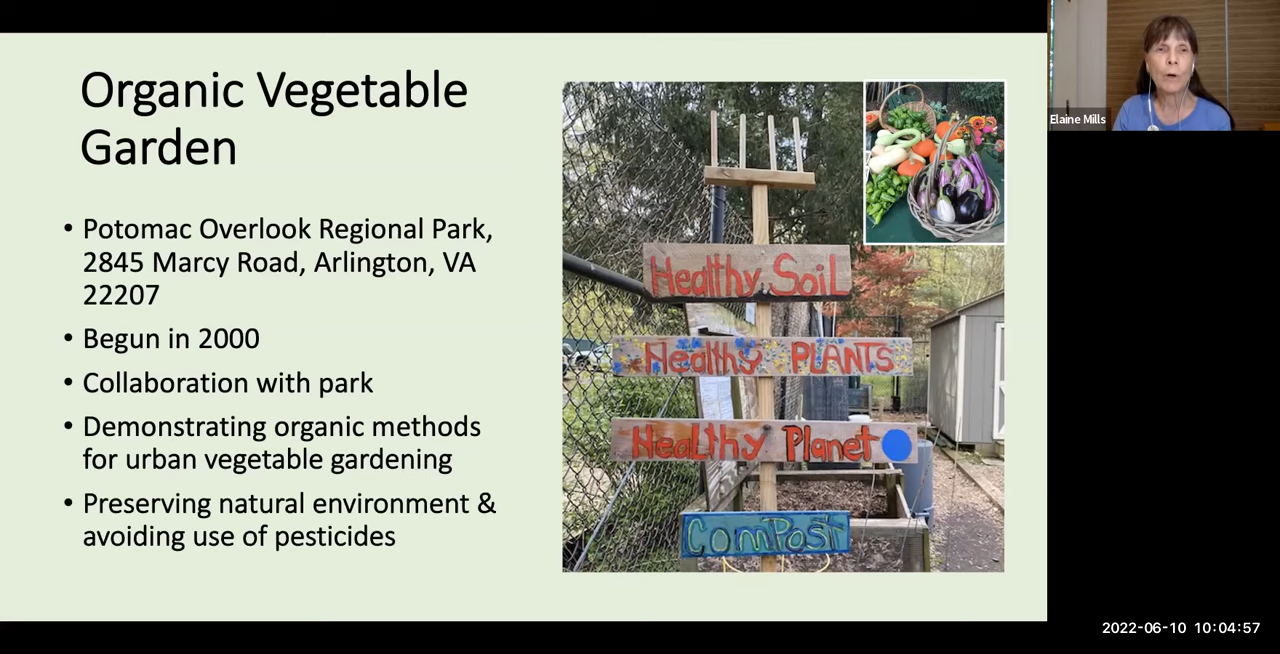 Organic Vegetable
Garden
• Potomac Overlook Regional Park,
2845 Marcy Road, Arlington, VA
22207
• Begun in 2000
• Collaboration with park
• Demonstrating organic methods
for urban vegetable gardening
• Preserving natural environment &
avoiding use of pesticides
Healthy SoiL
Healthy PLANTS
HeaLthy Planet
ComPosT
Elaine Mills
2022-06-10 10:04:57